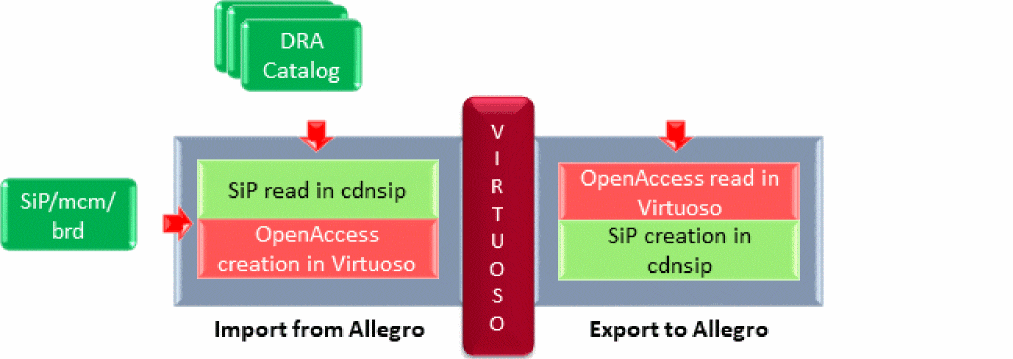 DRA
Catalog
SiP/mcm/
brd
SiP read in cdnsip
OpenAccess
creation in Virtuoso
Import from Allegro
VIRTUOSO
OpenAccess read in
Virtuoso
SiP creation in
cdnsip
Export to Allegro